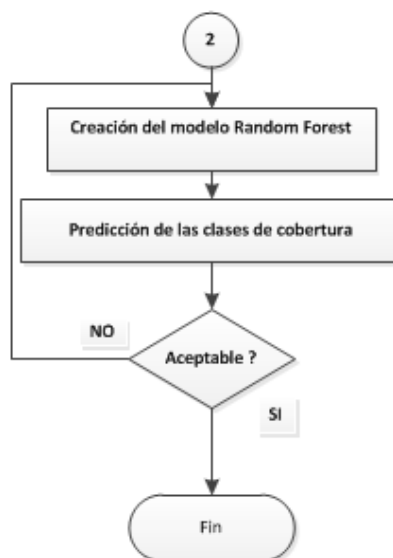 2
Creación del modelo Random Forest
Predicción de las clases de cobertura
NO
Aceptable ?
SI
Fin